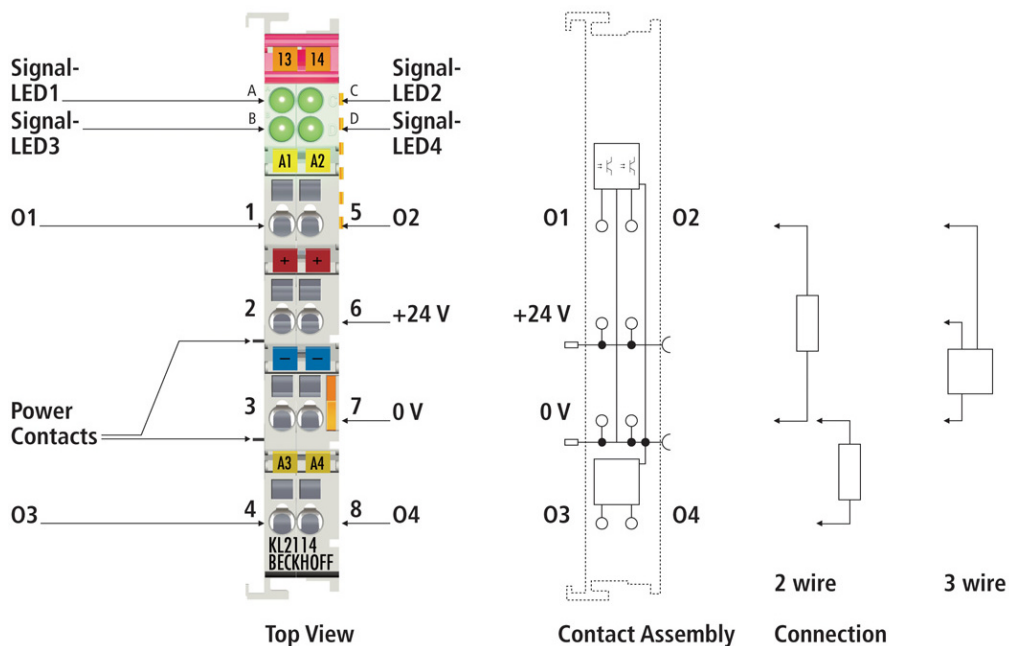 13 14
Signal-
LED1
A
C
Signal-
LED2
Signal-
LED3
B
D
Signal-
LED4
A1 A2
O1
1
5
O2
O1
O2
+ +
2
6
+24 V
+24 V
− −
Power
Contacts
3
7
0 V
0 V
A3 A4
O3
4
8
O4
O3
O4
KL2114
BECKHOFF
2 wire
3 wire
Top View
Contact Assembly
Connection